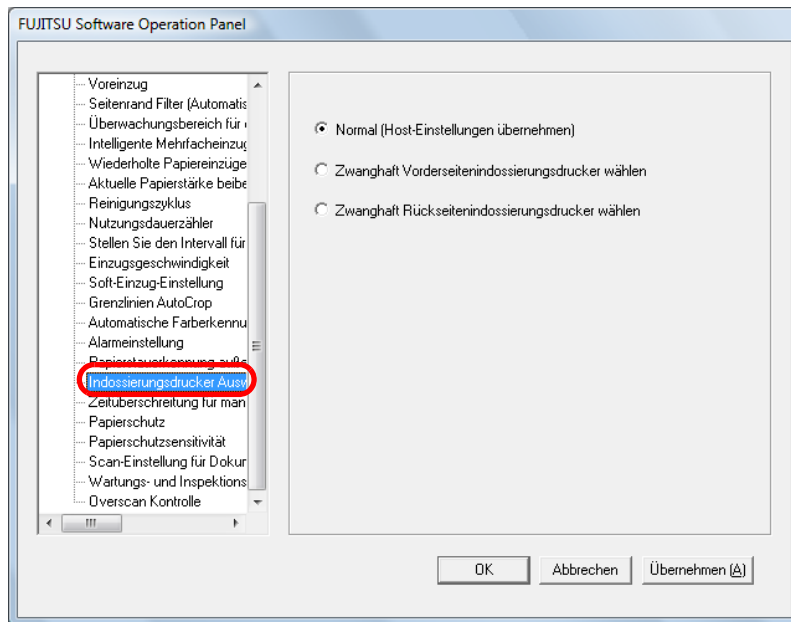 FUJITSU Software Operation Panel
Voreinzug
Seitenrand Filter (Automatis
Überwachungsbereich für
Intelligente Mehrfacheinzug
Wiederholte Papiereinzüge
Aktuelle Papierstärke beibe
Reinigungszyklus
Nutzungsdauerzähler
Stellen Sie den Intervall für
Einzugsgeschwindigkeit
Soft-Einzug-Einstellung
Grenzlinien AutoCrop
Automatische Farberkennu
Alarmeinstellung
Papierstauerkennung auße
Indossierungsdrucker Ausw
Zeitüberschreitung für man
Papierschutz
Papierschutzsensitivität
Scan-Einstellung für Dokur
Wartungs- und Inspektions
Overscan Kontrolle
Normal (Host-Einstellungen übernehmen)
Zwanghaft Vorderseitenindossierungsdrucker wählen
Zwanghaft Rückseitenindossierungsdrucker wählen
OK
Abbrechen
Übernehmen (A)